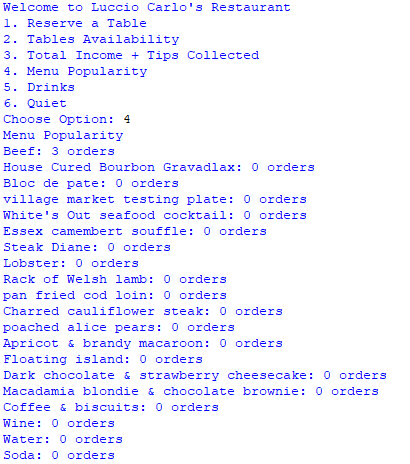 Welcome to Luccio Carlo's Restaurant
1. Reserve a Table
2. Tables Availability
3. Total Income + Tips Collected
4. Menu Popularity
5. Drinks
6. Quiet
Choose Option: 4
Menu Popularity
Beef: 3 orders
House Cured Bourbon Gravadlax: 0 orders
Bloc de pate: 0 orders
village market testing plate: 0 orders
White's Out seafood cocktail: 0 orders
Essex camembert souffle: 0 orders
Steak Diane: 0 orders
Lobster: 0 orders
Rack of Welsh lamb: 0 orders
pan fried cod loin: 0 orders
Charred cauliflower steak: 0 orders
poached alice pears: 0 orders
Apricot & brandy macaroon: 0 orders
Floating island: 0 orders
Dark chocolate & strawberry cheesecake: 0 orders
Macadamia blondie & chocolate brownie: 0 orders
Coffee & biscuits: 0 orders
Wine: 0 orders
Water: 0 orders
Soda: 0 orders